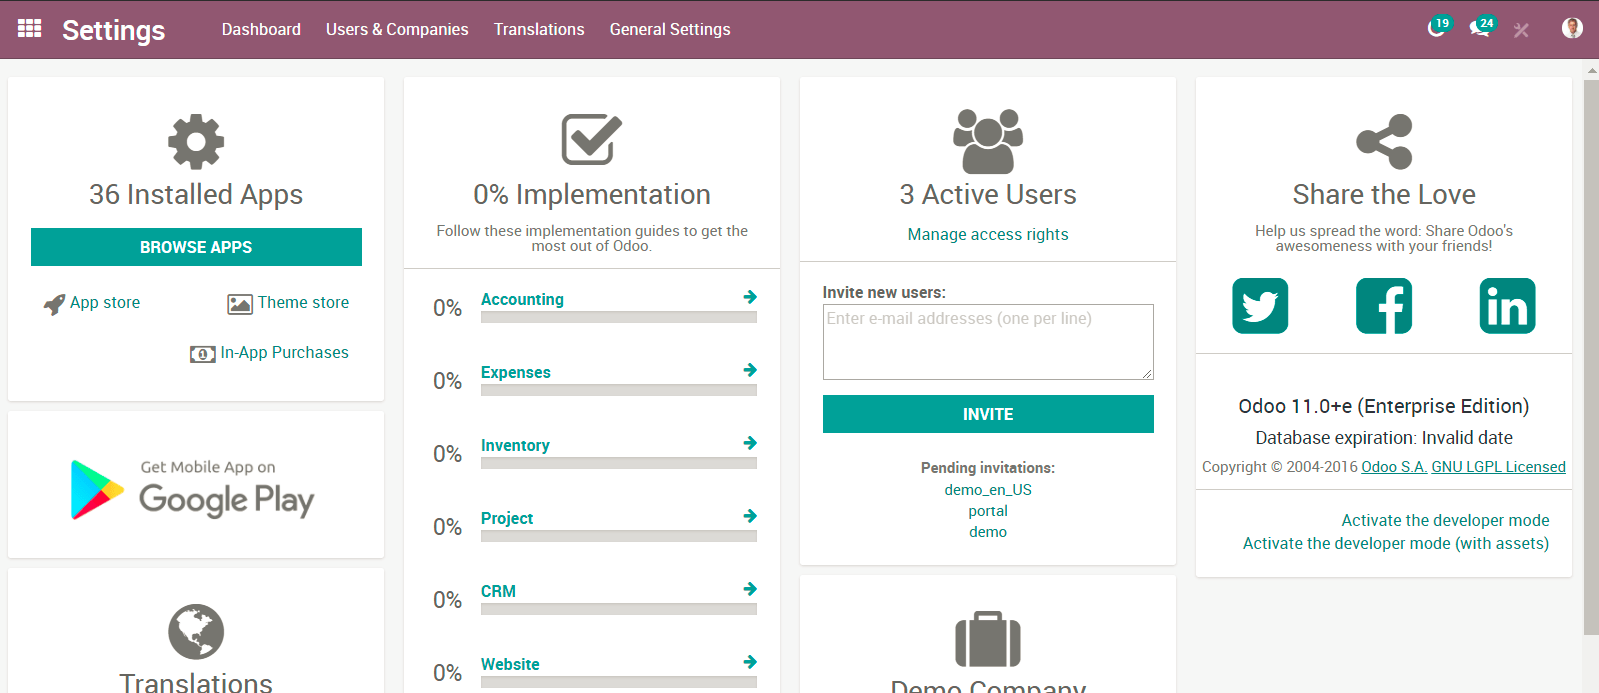 Settings
Dashboard
Users & Companies
Translations
General Settings
19
24
36 Installed Apps
BROWSE APPS
App store
Theme store
In-App Purchases
Get Mobile App on
Google Play
Translations
0% Implementation
Follow these implementation guides to get the
most out of Odoo.
0%
Accounting
0%
Expenses
0%
Inventory
0%
Project
0%
CRM
0%
Website
3 Active Users
Manage access rights
Invite new users:
Enter e-mail addresses (one per line)
INVITE
Pending invitations:
demo_en_US
portal
demo
Demo Company
Share the Love
Help us spread the word: Share Odoo's
awesomeness with your friends!
Odoo 11.0+e (Enterprise Edition)
Database expiration: Invalid date
Copyright © 2004-2016 Odoo S.A. GNU LGPL Licensed
Activate the developer mode
Activate the developer mode (with assets)